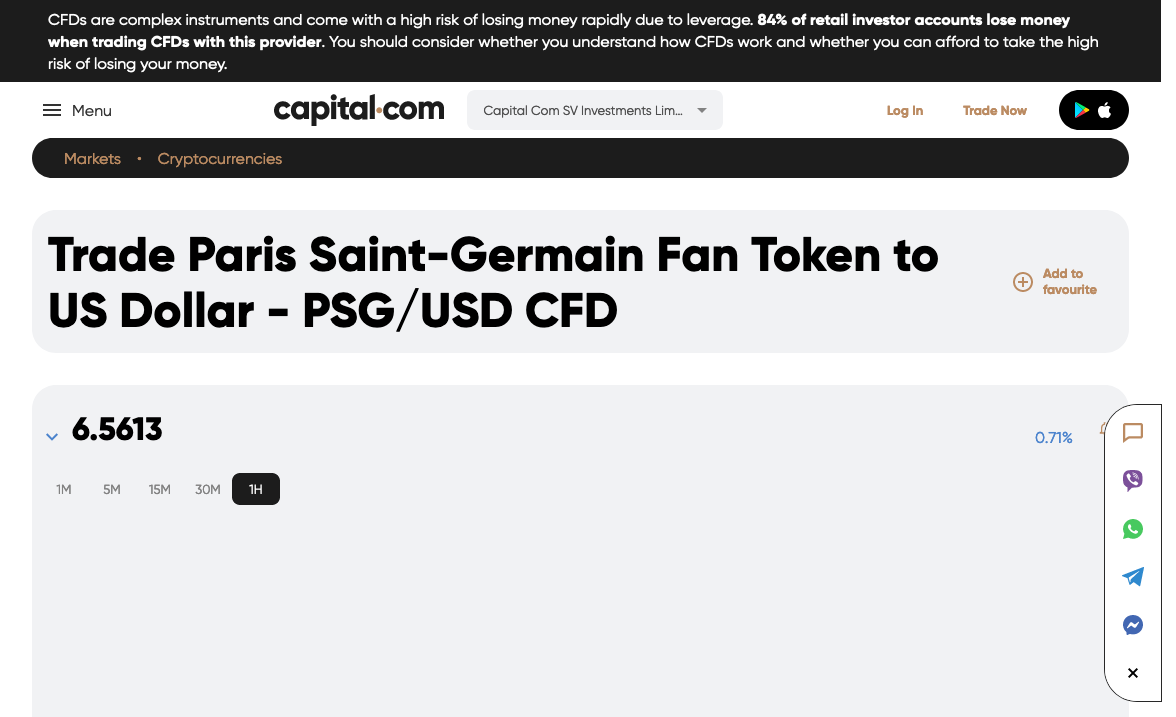 CFDs are complex instruments and come with a high risk of losing money rapidly due to leverage. 84% of retail investor accounts lose money
when trading CFDs with this provider. You should consider whether you understand how CFDs work and whether you can afford to take the high
risk of losing your money.
Menu
capital.com
Capital Com SV Investments Lim...
Log In
Trade Now
Markets • Cryptocurrencies
Trade Paris Saint-Germain Fan Token to
US Dollar - PSG/USD CFD
Add to
favourite
6.5613
0.71%
1M 5M 15M 30M 1H